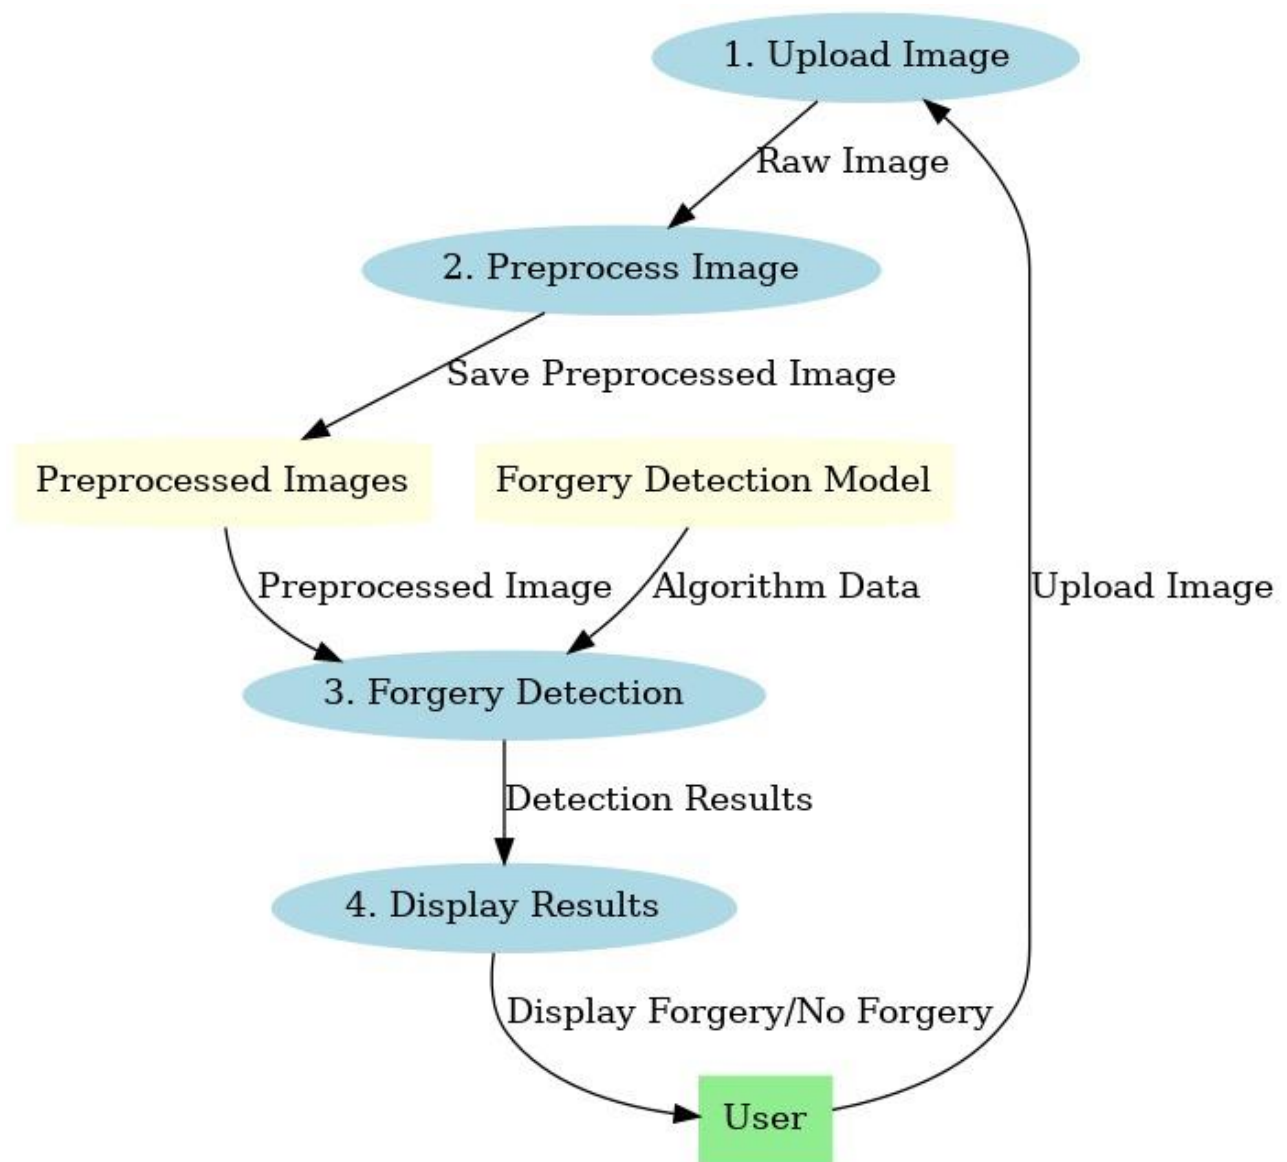 1. Upload Image
Raw Image
2. Preprocess Image
Save Preprocessed Image
Preprocessed Images
Forgery Detection Model
Preprocessed Image
Algorithm Data
Upload Image
3. Forgery Detection
Detection Results
4. Display Results
Display Forgery/No Forgery
User